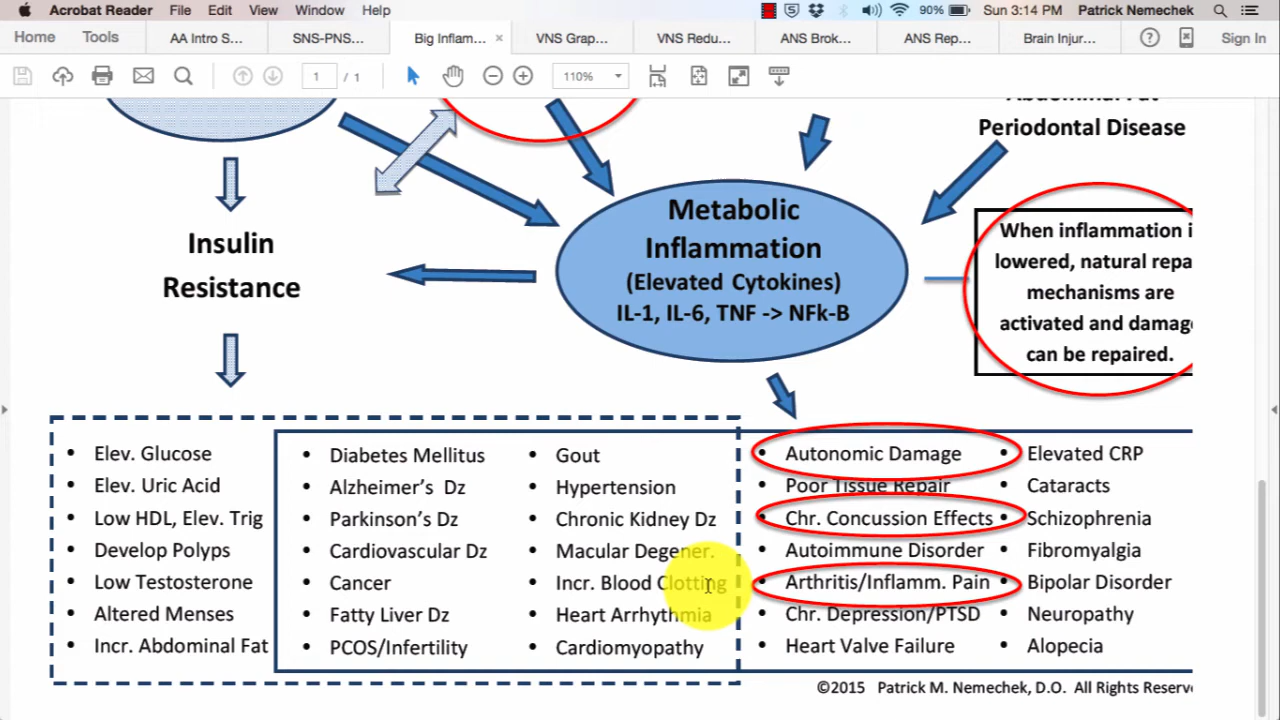 Acrobat Reader File Edit View Window Help 90% Sun 3:14 PM Patrick Nemechek
Home Tools AA Intro S... SNS-PNS... Big Inflam... × VNS Grap... VNS Redu... ANS Brok... ANS Rep... Brain Injur... Sign In
1 / 1 110%
Periodontal Disease
Metabolic
Inflammation
(Elevated Cytokines)
IL-1, IL-6, TNF -> NFk-B
Insulin
Resistance
When inflammation i
lowered, natural repa
mechanisms are
activated and damag
can be repaired.
• Elev. Glucose
• Elev. Uric Acid
• Low HDL, Elev. Trig
• Develop Polyps
• Low Testosterone
• Altered Menses
• Incr. Abdominal Fat
• Diabetes Mellitus
• Alzheimer’s Dz
• Parkinson’s Dz
• Cardiovascular Dz
• Cancer
• Fatty Liver Dz
• PCOS/Infertility
• Gout
• Hypertension
• Chronic Kidney Dz
• Macular Degener.
• Incr. Blood Clotting
• Heart Arrhythmia
• Cardiomyopathy
• Autonomic Damage
• Poor Tissue Repair
• Chr. Concussion Effects
• Autoimmune Disorder
• Arthritis/Inflamm. Pain
• Chr. Depression/PTSD
• Heart Valve Failure
• Elevated CRP
• Cataracts
• Schizophrenia
• Fibromyalgia
• Bipolar Disorder
• Neuropathy
• Alopecia
©2015 Patrick M. Nemechek, D.O. All Rights Reserv